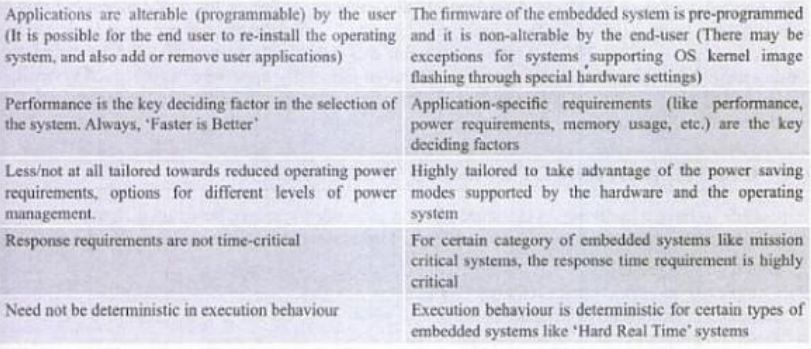 Applications are alterable (programmable) by the user
(It is possible for the end user to re-install the operating
system, and also add or remove user applications)
The firmware of the embedded system is pre-programmed
and it is non-alterable by the end-user (There may be
exceptions for systems supporting OS kernel image
flashing through special hardware settings)
Performance is the key deciding factor in the selection of
the system. Always, 'Faster is Better'
Application-specific requirements (like performance,
power requirements, memory usage, etc.) are the key
deciding factors
Less/not at all tailored towards reduced operating power
requirements, options for different levels of power
management.
Highly tailored to take advantage of the power saving
modes supported by the hardware and the operating
system
Response requirements are not time-critical
For certain category of embedded systems like mission
critical systems, the response time requirement is highly
critical
Need not be deterministic in execution behaviour
Execution behaviour is deterministic for certain types of
embedded systems like 'Hard Real Time' systems